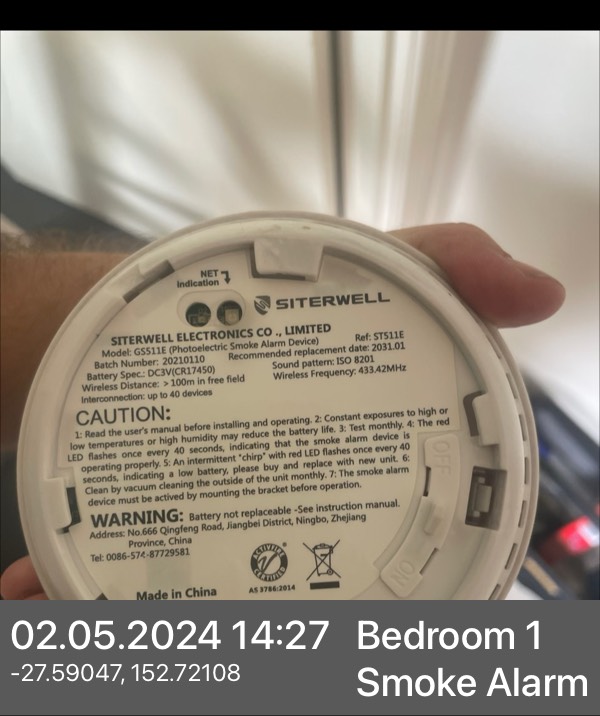 NET
Indication
SITERWELL
SITERWELL ELECTRONICS CO ., LIMITED
Model: GS511E (Photoelectric Smoke Alarm Device) Ref: ST511E
Batch Number: 20210110 Recommended replacement date: 2031.01
Battery Spec.: DC3V(CR17450) Sound pattern: ISO 8201
Wireless Distance: > 100m in free field Wireless Frequency: 433.42MHz
Interconnection: up to 40 devices
CAUTION:
1: Read the user's manual before installing and operating. 2: Constant exposures to high or
low temperatures or high humidity may reduce the battery life. 3: Test monthly. 4: The red
LED flashes once every 40 seconds, indicating that the smoke alarm device is
operating properly. 5: An intermittent "chirp" with red LED flashes once every 40
seconds, indicating a low battery, please buy and replace with new unit. 6:
Clean by vacuum cleaning the outside of the unit monthly. 7: The smoke alarm
device must be actived by mounting the bracket before operation.
WARNING: Battery not replaceable -See instruction manual.
Address: No.666 Qingfeng Road, Jiangbei District, Ningbo, Zhejiang
Province, China
Tel: 0086-574-87729581
OFF
ON
ACTIVFIRE
CERTIFIED
AS 3786:2014
Made in China
02.05.2024 14:27
-27.59047, 152.72108
Bedroom 1
Smoke Alarm